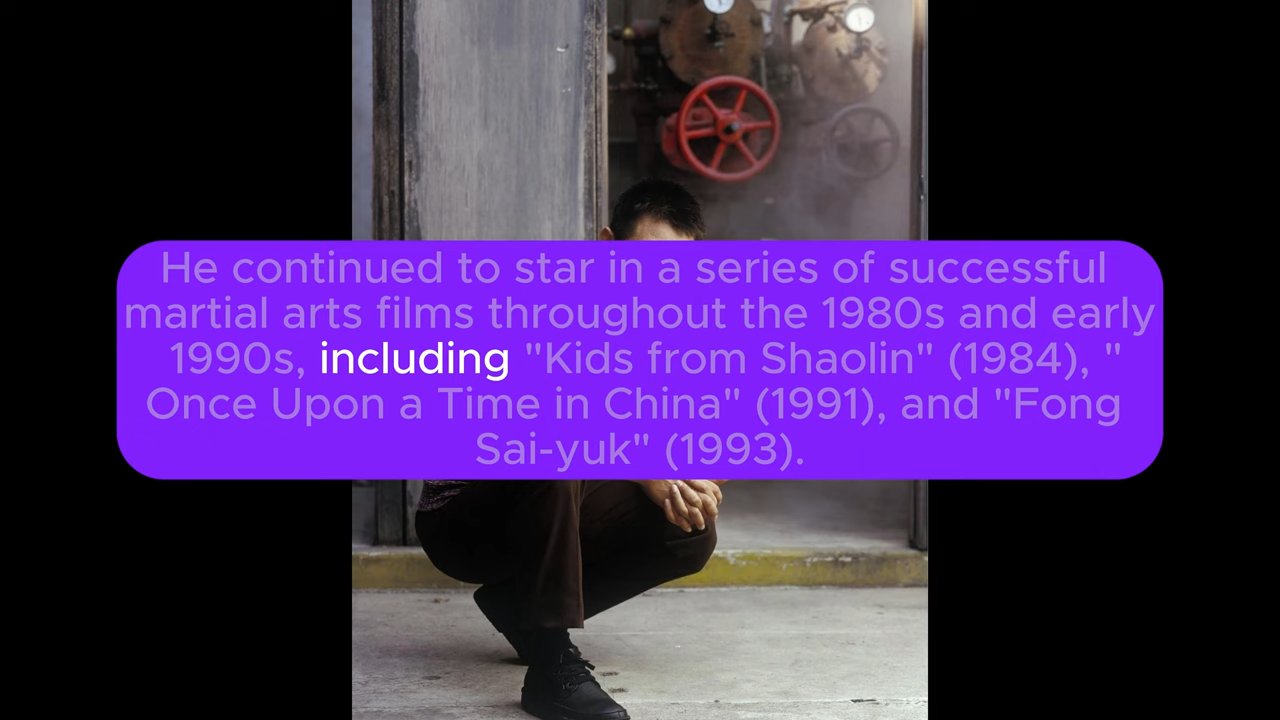 He continued to star in a series of successful
martial arts films throughout the 1980s and early
1990s, including "Kids from Shaolin" (1984), "
Once Upon a Time in China" (1991), and "Fong
Sai-yuk" (1993).